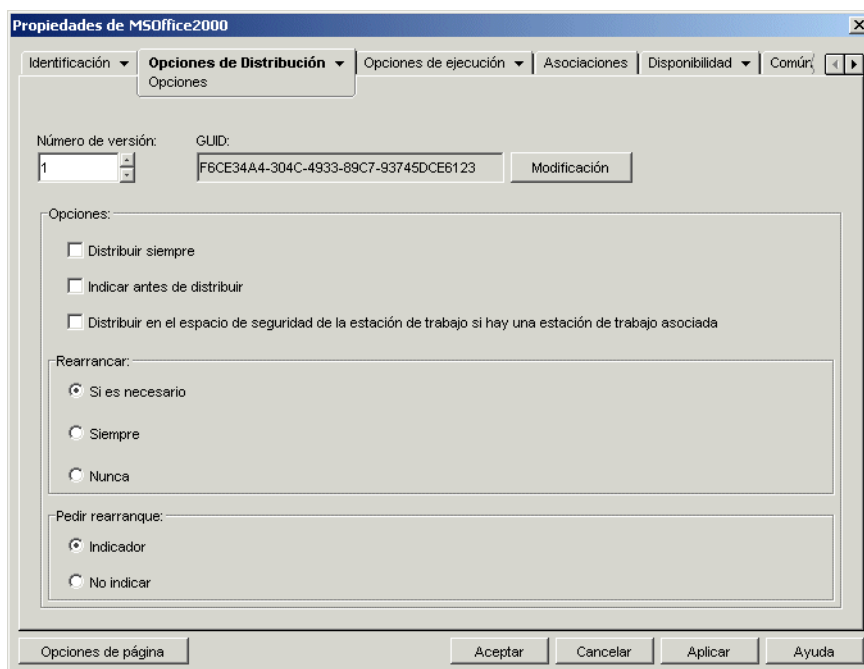 Propiedades de MSOffice2000
Identificación Opciones de Distribución Opciones de ejecución Asociaciones Disponibilidad Común
Opciones
Número de versión: GUID:
1 F6CE34A4-304C-4933-89C7-93745DCE6123 Modificación
Opciones:
Distribuir siempre
Indicar antes de distribuir
Distribuir en el espacio de seguridad de la estación de trabajo si hay una estación de trabajo asociada
Rearrancar:
Si es necesario
Siempre
Nunca
Pedir rearranque:
Indicador
No indicar
Opciones de página Aceptar Cancelar Aplicar Ayuda